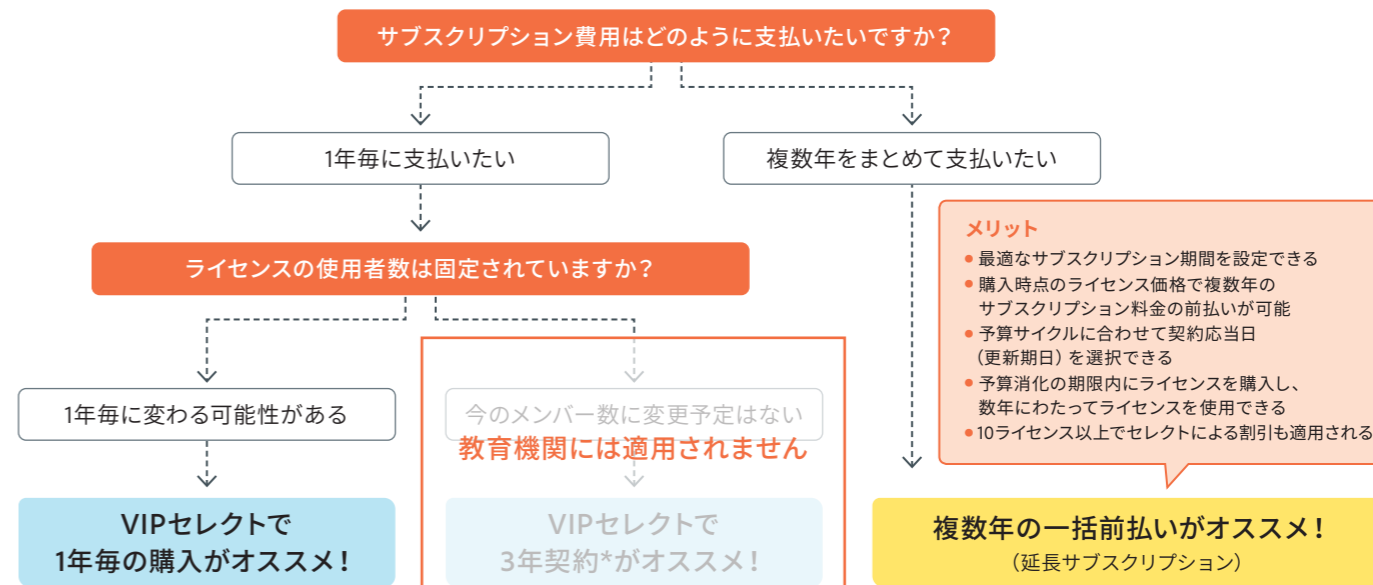 サブスクリプション費用はどのように支払いたいですか？
1年毎に支払いたい
複数年をまとめて支払いたい
ライセンスの使用者数は固定されていますか？
1年毎に変わる可能性がある
今のメンバー数に変更予定はない
教育機関には適用されません
VIPセレクトで
1年毎の購入がオススメ！
VIPセレクトで
3年契約*がオススメ！
メリット
• 最適なサブスクリプション期間を設定できる
• 購入時点のライセンス価格で複数年の
サブスクリプション料金の前払いが可能
• 予算サイクルに合わせて契約応当日
（更新期日）を選択できる
• 予算消化の期限内にライセンスを購入し、
数年にわたってライセンスを使用できる
• 10ライセンス以上でセレクトによる割引も適用される
複数年の一括前払いがオススメ！
（延長サブスクリプション）